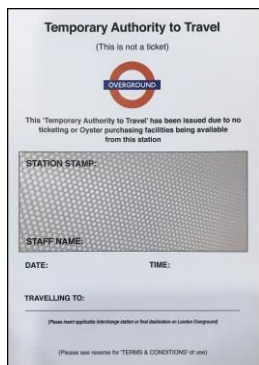 Temporary Authority to Travel
(This is not a ticket)
OVERGROUND
This 'Temporary Authority to Travel' has been issued due to no
ticketing or Oyster purchasing facilities being available
from this station
STATION STAMP:
STAFF NAME:
DATE: TIME:
TRAVELLING TO:
(Please insert applicable interchange station or final destination on London Overground)
(Please see reverse for 'TERMS & CONDITIONS' of use)